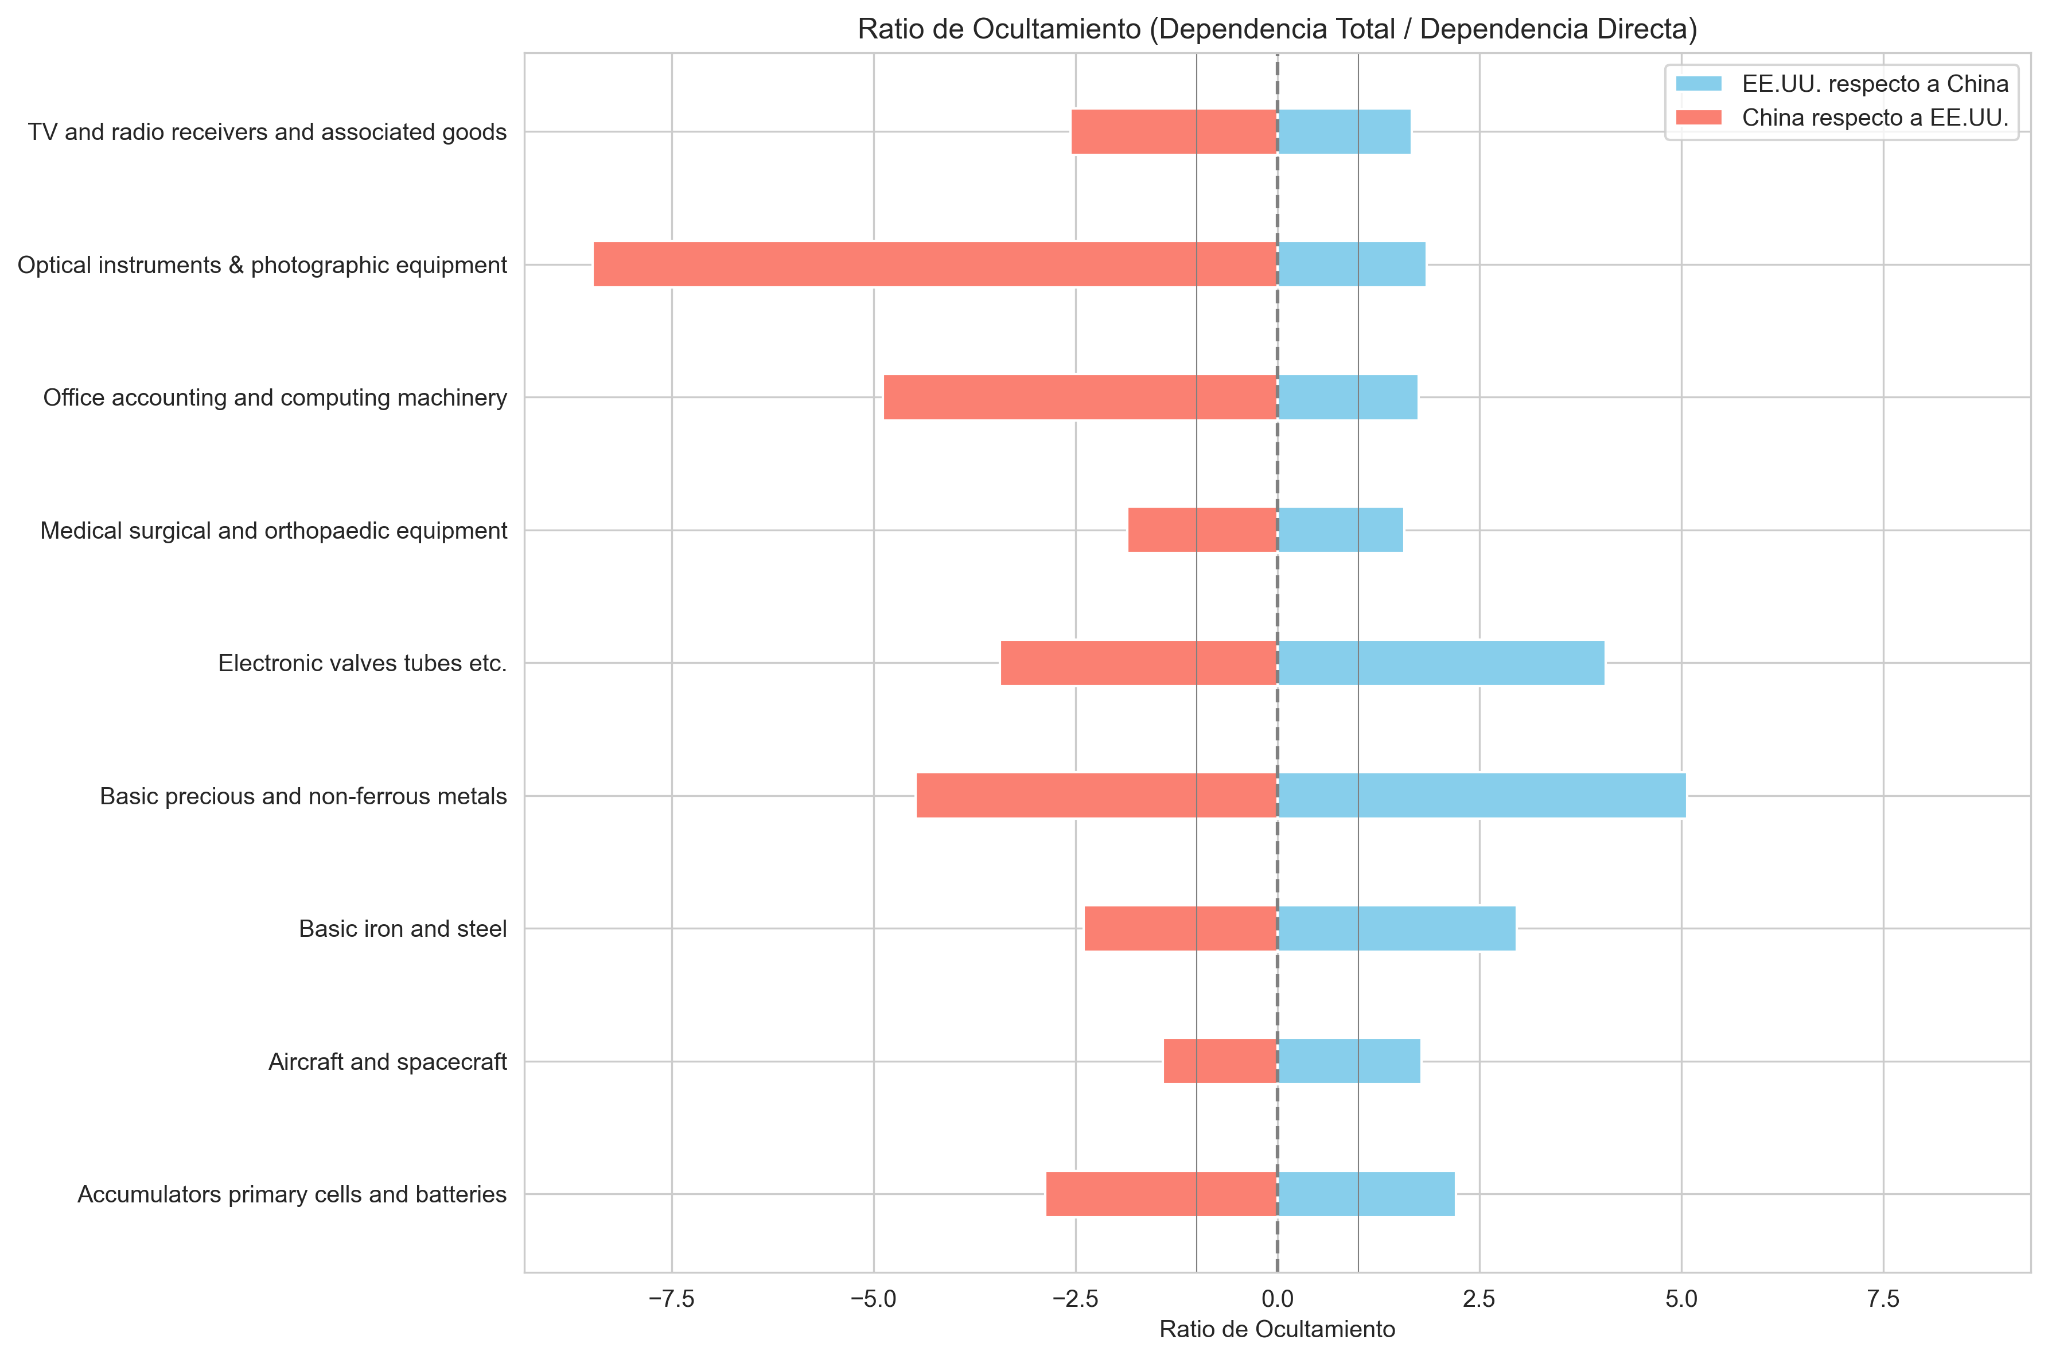 Ratio de Ocultamiento (Dependencia Total / Dependencia Directa)
EE.UU. respecto a China
China respecto a EE.UU.
TV and radio receivers and associated goods
Optical instruments & photographic equipment
Office accounting and computing machinery
Medical surgical and orthopaedic equipment
Electronic valves tubes etc.
Basic precious and non-ferrous metals
Basic iron and steel
Aircraft and spacecraft
Accumulators primary cells and batteries
−7.5 −5.0 −2.5 0.0 2.5 5.0 7.5
Ratio de Ocultamiento